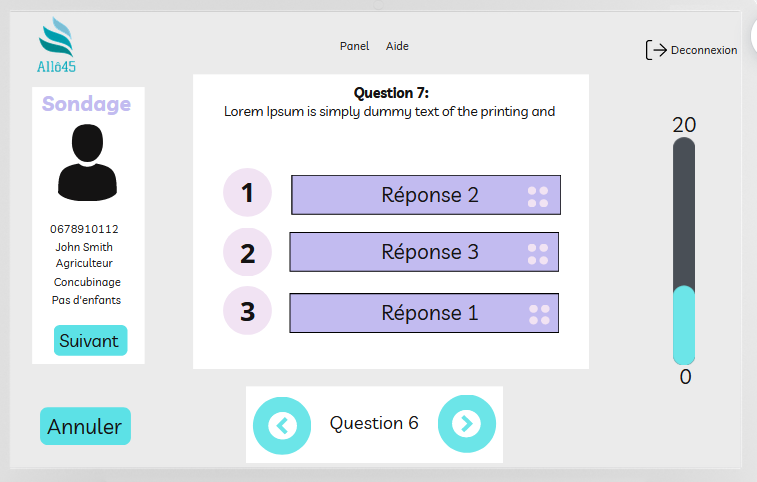 Allô45
Panel Aide
Deconnexion
Sondage
0678910112
John Smith
Agriculteur
Concubinage
Pas d'enfants
Suivant
Annuler
Question 7:
Lorem Ipsum is simply dummy text of the printing and
1 Réponse 2
2 Réponse 3
3 Réponse 1
Question 6
20
0